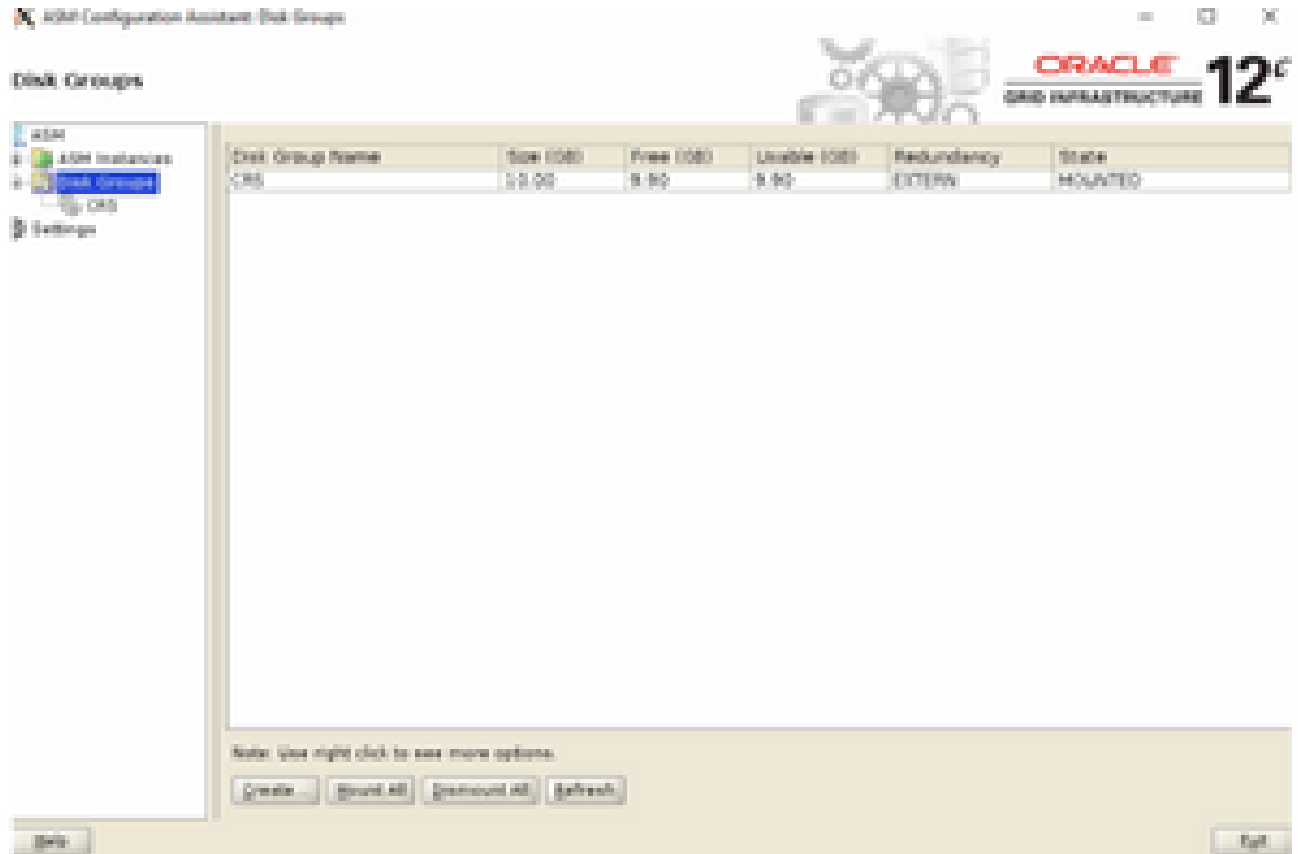 ASM Configuration Assistant: Disk Groups
Disk Groups
ORACLE
GRID INFRASTRUCTURE
12c
ASM
ASM Instances
Disk Groups
CRS
Settings
Disk Group Name Size (GB) Free (GB) Usable (GB) Redundancy State
CRS 10.00 9.90 9.90 EXTERN MOUNTED
Note: Use right click to see more options.
Create ... Mount All Dismount All Refresh
Help Exit